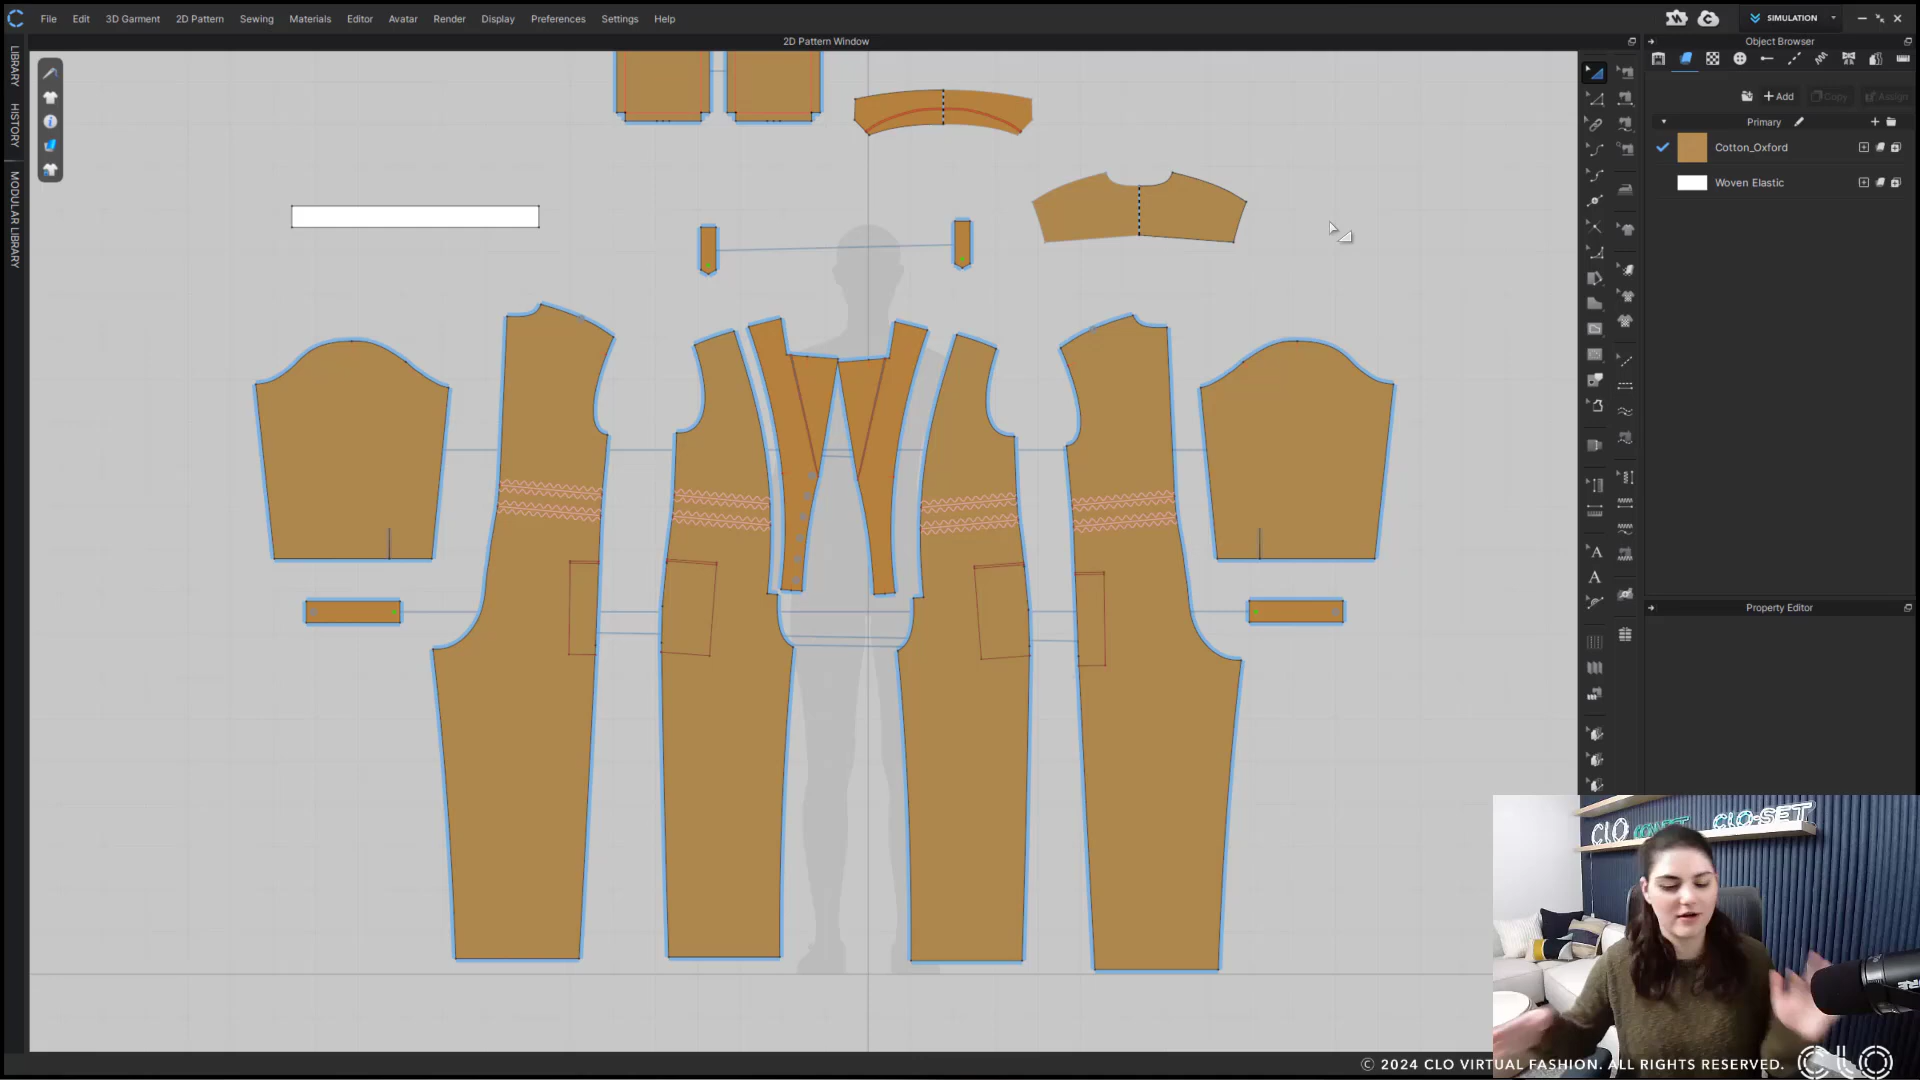 File Edit 3D Garment 2D Pattern Sewing Materials Editor Avatar Render Display Preferences Settings Help
SIMULATION
2D Pattern Window
Object Browser
LIBRARY
HISTORY
MODULAR LIBRARY
+ Add Copy Assign
Primary
Cotton_Oxford
Woven Elastic
A
A
Property Editor
CLO CLO-SET
© 2024 CLO VIRTUAL FASHION. ALL RIGHTS RESERVED.
CLO